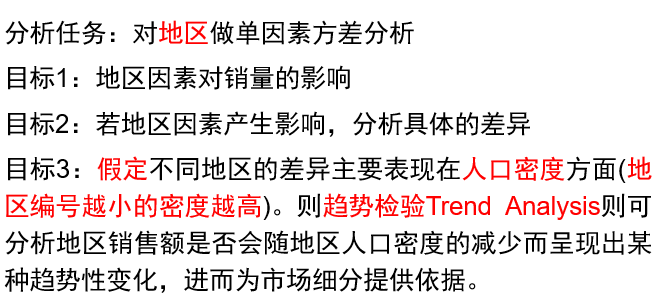 分析任务：对地区做单因素方差分析
目标1：地区因素对销量的影响
目标2：若地区因素产生影响，分析具体的差异
目标3：假定不同地区的差异主要表现在人口密度方面(地
区编号越小的密度越高)。则趋势检验Trend Analysis则可
分析地区销售额是否会随地区人口密度的减少而呈现出某
种趋势性变化，进而为市场细分提供依据。